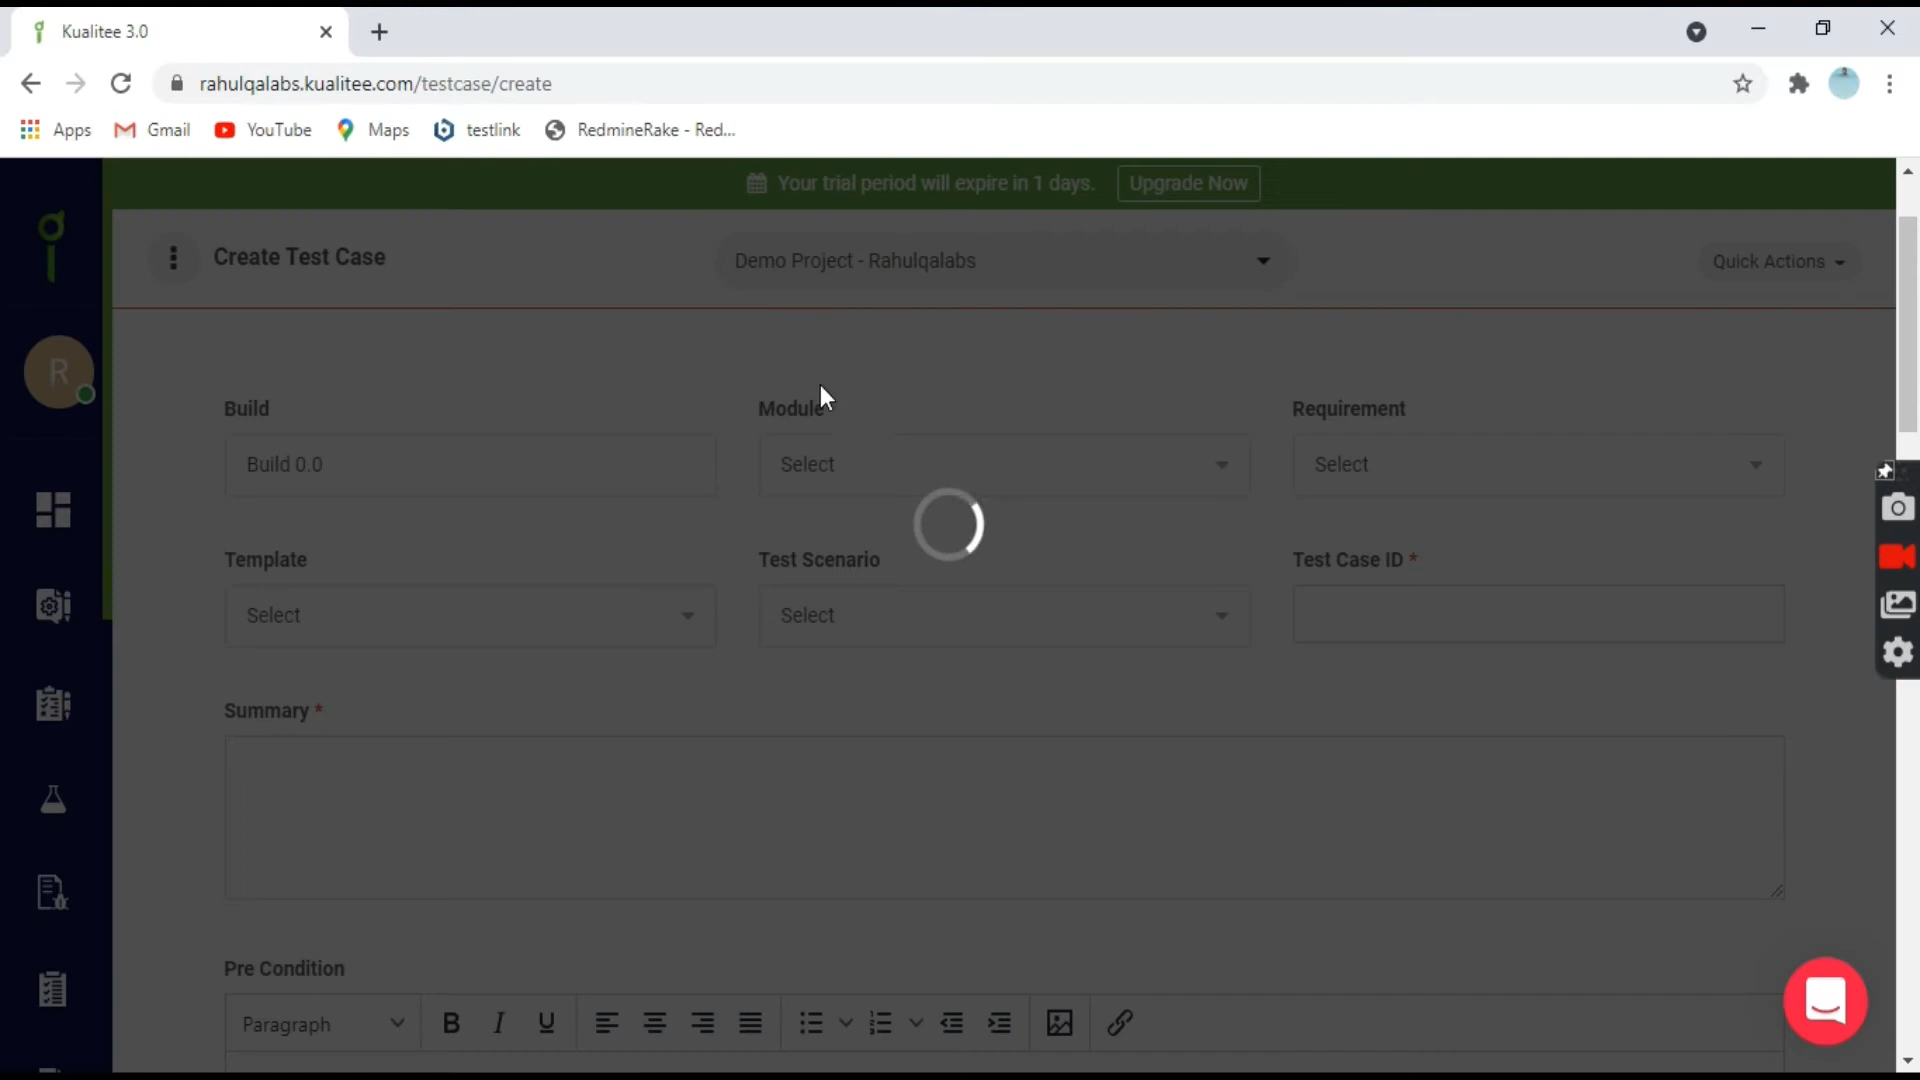 Kualitee 3.0
rahulqalabs.kualitee.com/testcase/create
Apps Gmail YouTube Maps testlink RedmineRake - Red...
Your trial period will expire in 1 days. Upgrade Now
Create Test Case Demo Project - Rahulqalabs Quick Actions
R
Build Module Requirement
Build 0.0 Select Select
Template Test Scenario Test Case ID *
Select Select
Summary *
Pre Condition
Paragraph B I U